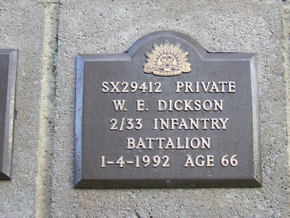 SX29412 PRIVATE
W. E. DICKSON
2/33 INFANTRY
BATTALION
1-4-1992 AGE 66